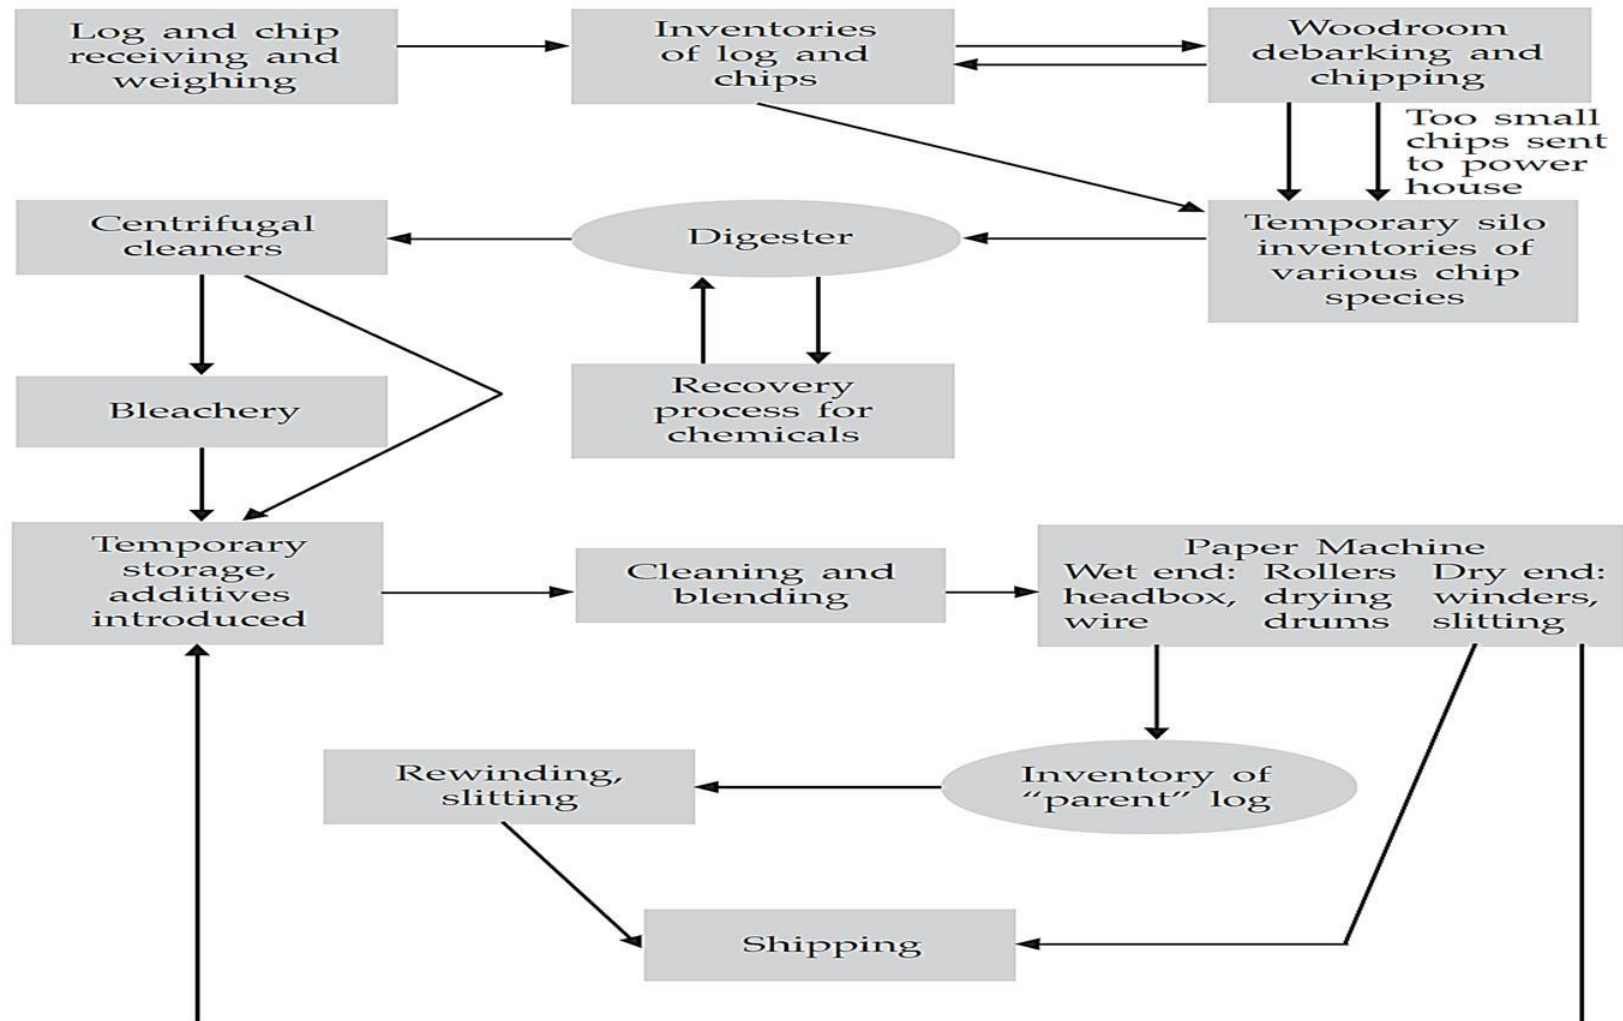 Log and chip
receiving and
weighing
Inventories
of log and
chips
Woodroom
debarking and
chipping
Too small
chips sent
to power
house
Centrifugal
cleaners
Digester
Temporary silo
inventories of
various chip
species
Bleachery
Recovery
process for
chemicals
Temporary
storage,
additives
introduced
Cleaning and
blending
Paper Machine
Wet end: Rollers Dry end:
headbox, drying winders,
wire drums slitting
Rewinding,
slitting
Inventory of
“parent” log
Shipping